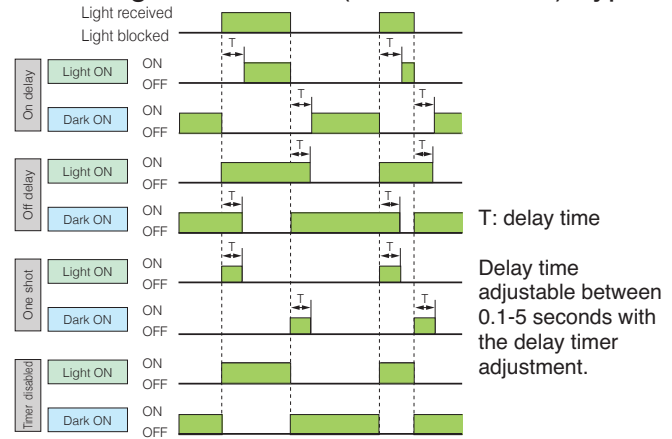 Light received
Light blocked
T
T
On delay
Light ON
ON
OFF
T
T
Dark ON
ON
OFF
T
T
Off delay
Light ON
ON
OFF
T
T
Dark ON
ON
OFF
T: delay time
T
T
One shot
Light ON
ON
OFF
T
T
Dark ON
ON
OFF
Delay time
adjustable between
0.1-5 seconds with
the delay timer
adjustment.
Timer disabled
Light ON
ON
OFF
Dark ON
ON
OFF